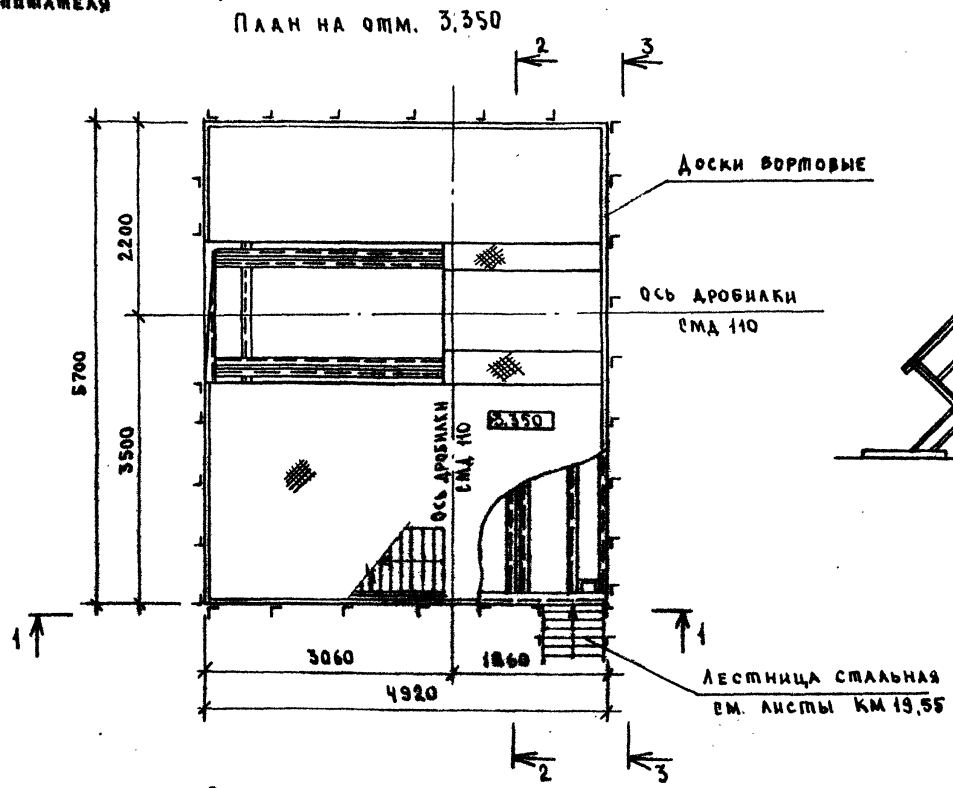 План на отм. 3,350
2
3
Доски бортовые
2200
Ось дробилки
СМД 110
5700
3500
3.350
Ось дробилки
СМД 110
1
1
3060
1860
4920
Лестница стальная
см. листы КМ 19,55
2
3